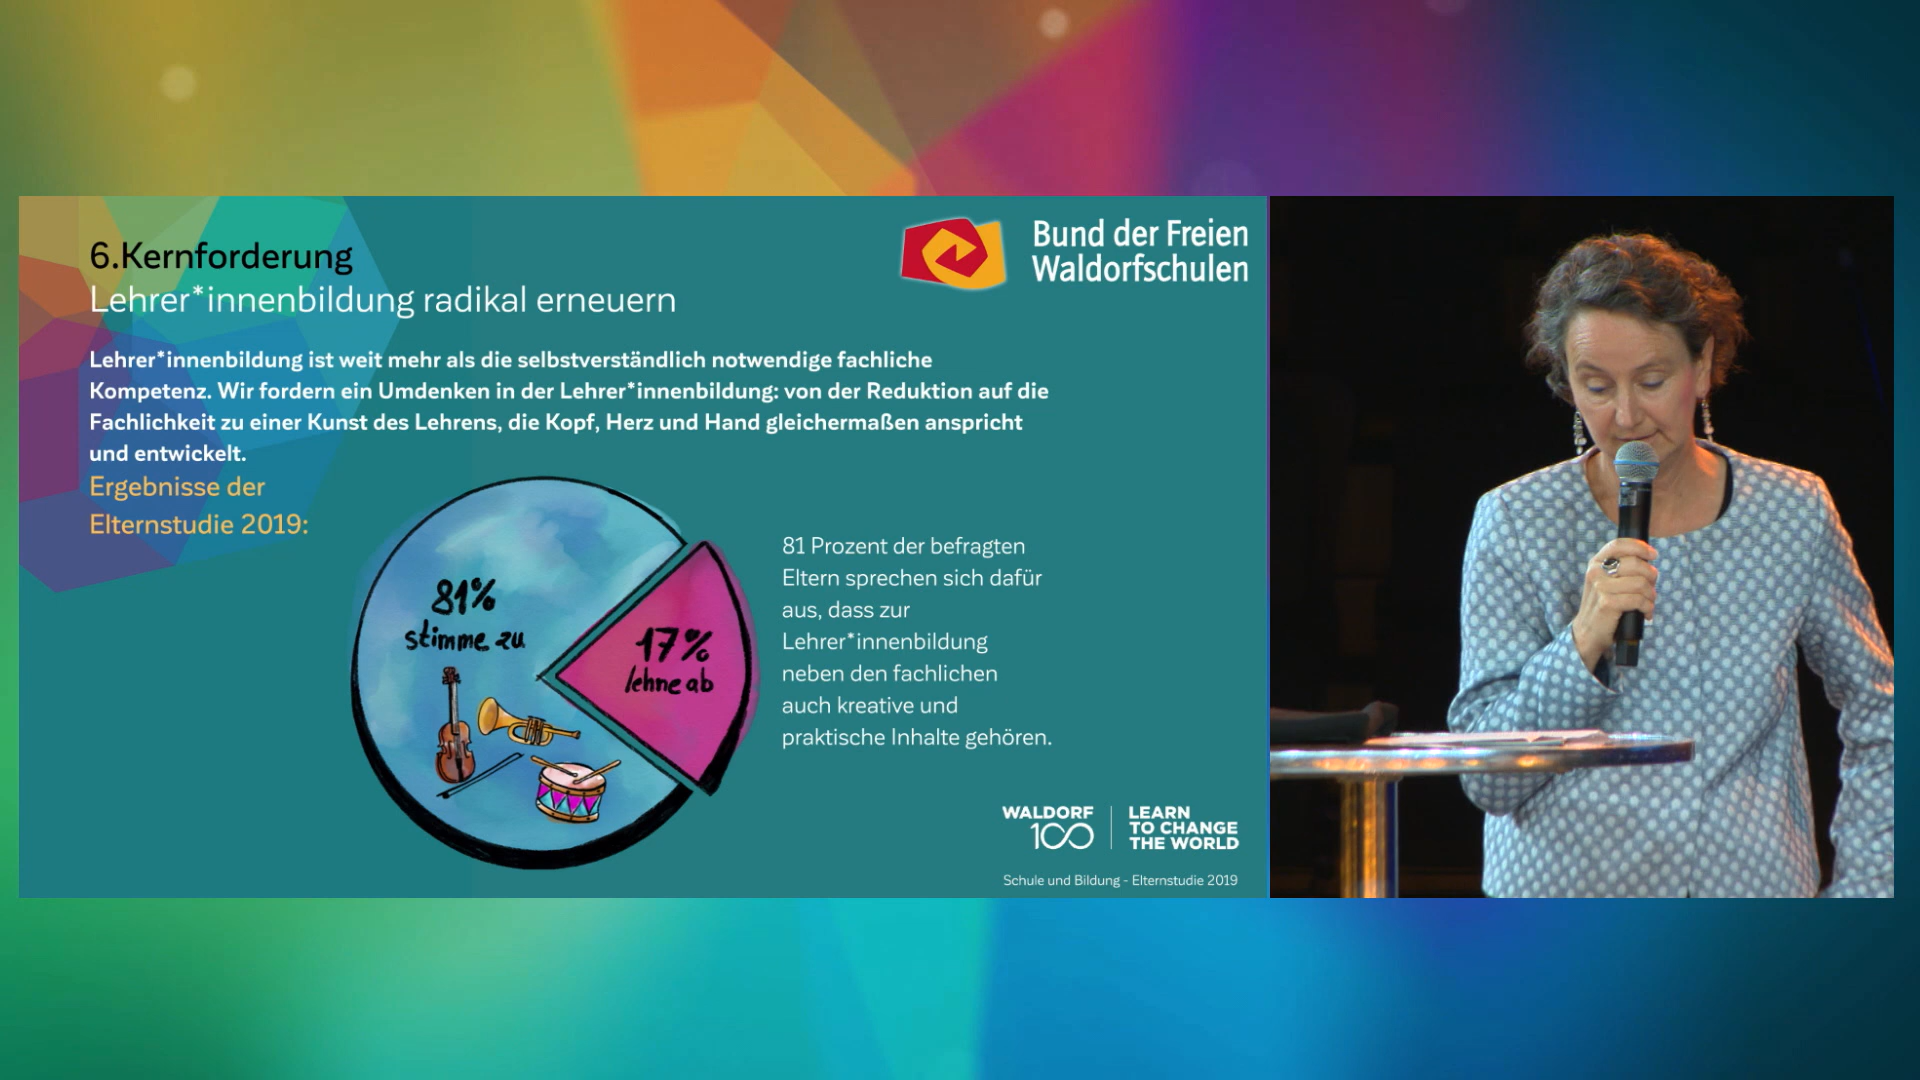 6.Kernforderung
Lehrer*innenbildung radikal erneuern
Bund der Freien
Waldorfschulen
Lehrer*innenbildung ist weit mehr als die selbstverständlich notwendige fachliche
Kompetenz. Wir fordern ein Umdenken in der Lehrer*innenbildung: von der Reduktion auf die
Fachlichkeit zu einer Kunst des Lehrens, die Kopf, Herz und Hand gleichermaßen anspricht
und entwickelt.
Ergebnisse der
Elternstudie 2019:
81%
stimme zu
17%
lehne ab
81 Prozent der befragten
Eltern sprechen sich dafür
aus, dass zur
Lehrer*innenbildung
neben den fachlichen
auch kreative und
praktische Inhalte gehören.
WALDORF
100
LEARN
TO CHANGE
THE WORLD
Schule und Bildung - Elternstudie 2019